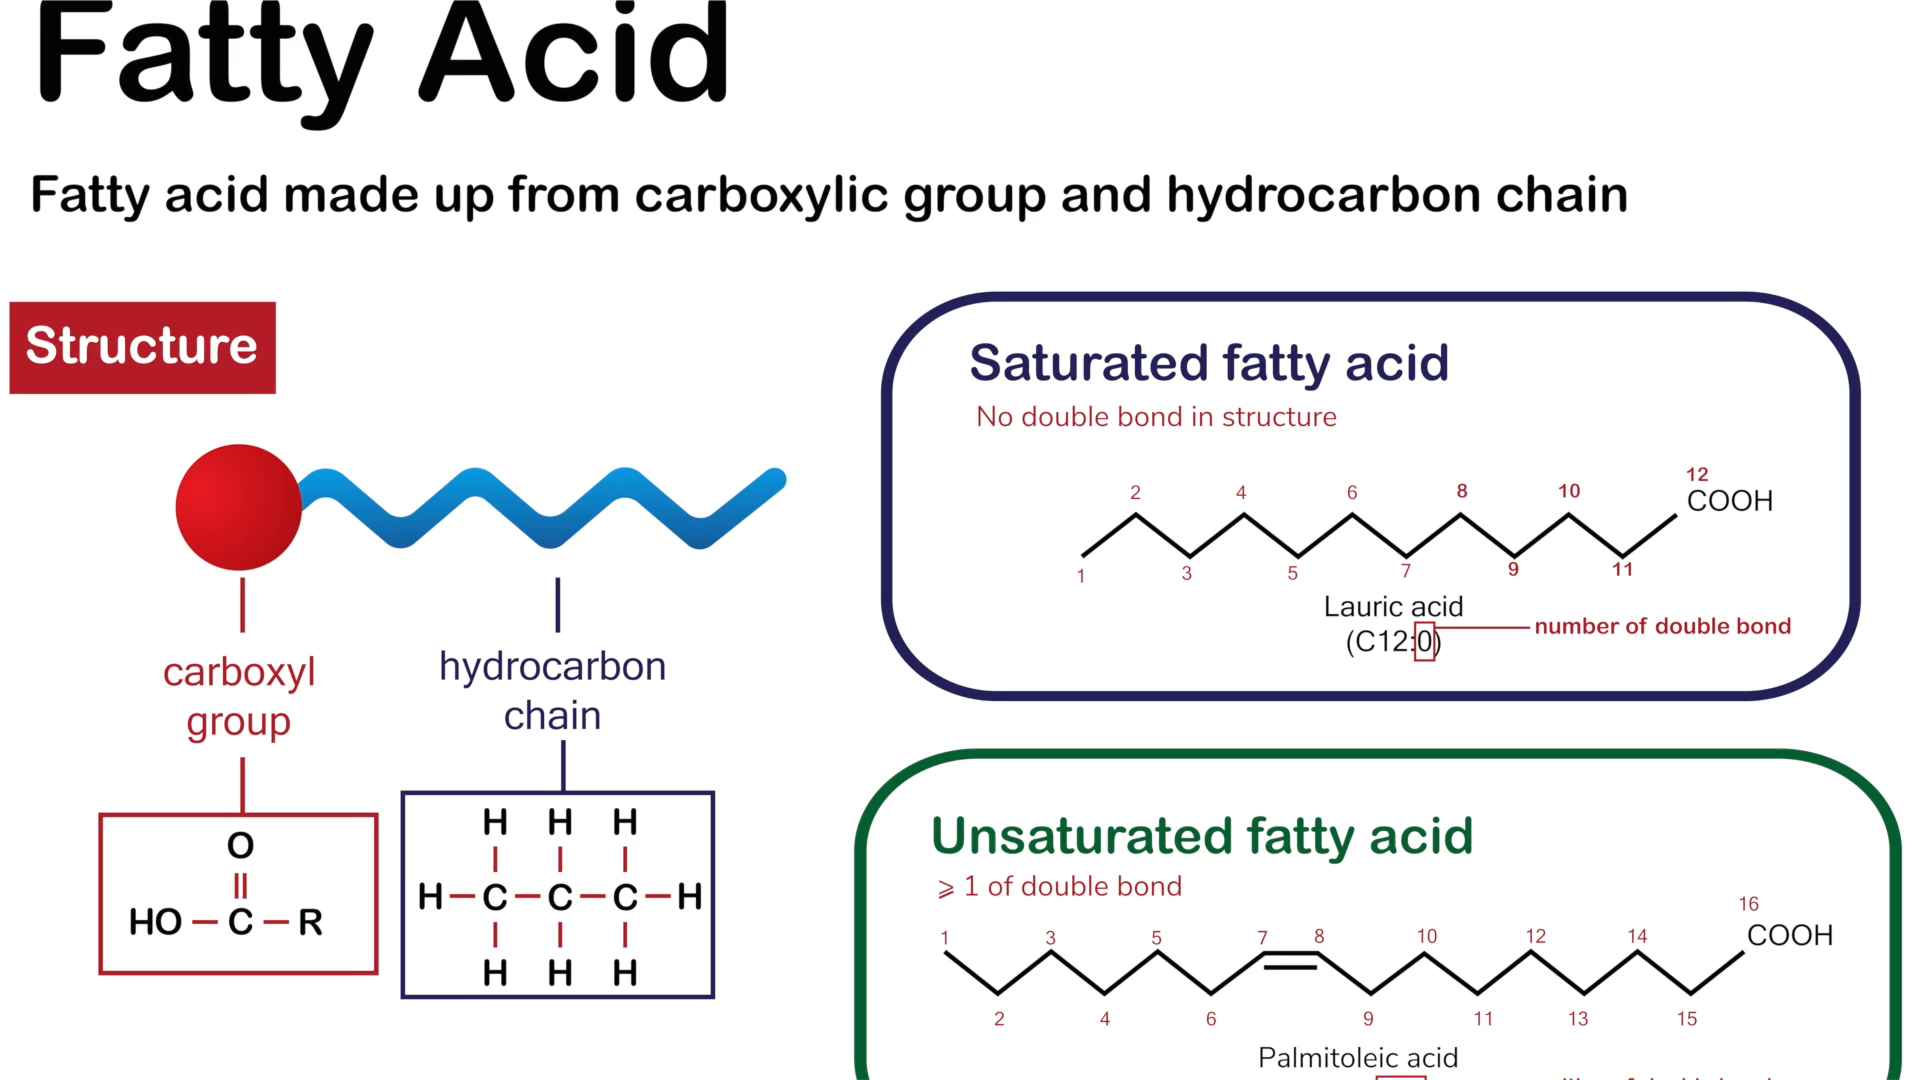 Fatty Acid
Fatty acid made up from carboxylic group and hydrocarbon chain
Structure
carboxyl
group
O
HO C R
hydrocarbon
chain
H H H
H C C C H
H H H
Saturated fatty acid
No double bond in structure
12
COOH
2 4 6 8 10
1 3 5 7 9 11
Lauric acid
(C12:0)
number of double bond
Unsaturated fatty acid
⩾ 1 of double bond
16
COOH
1 3 5 7 8 10 12 14
2 4 6 9 11 13 15
Palmitoleic acid